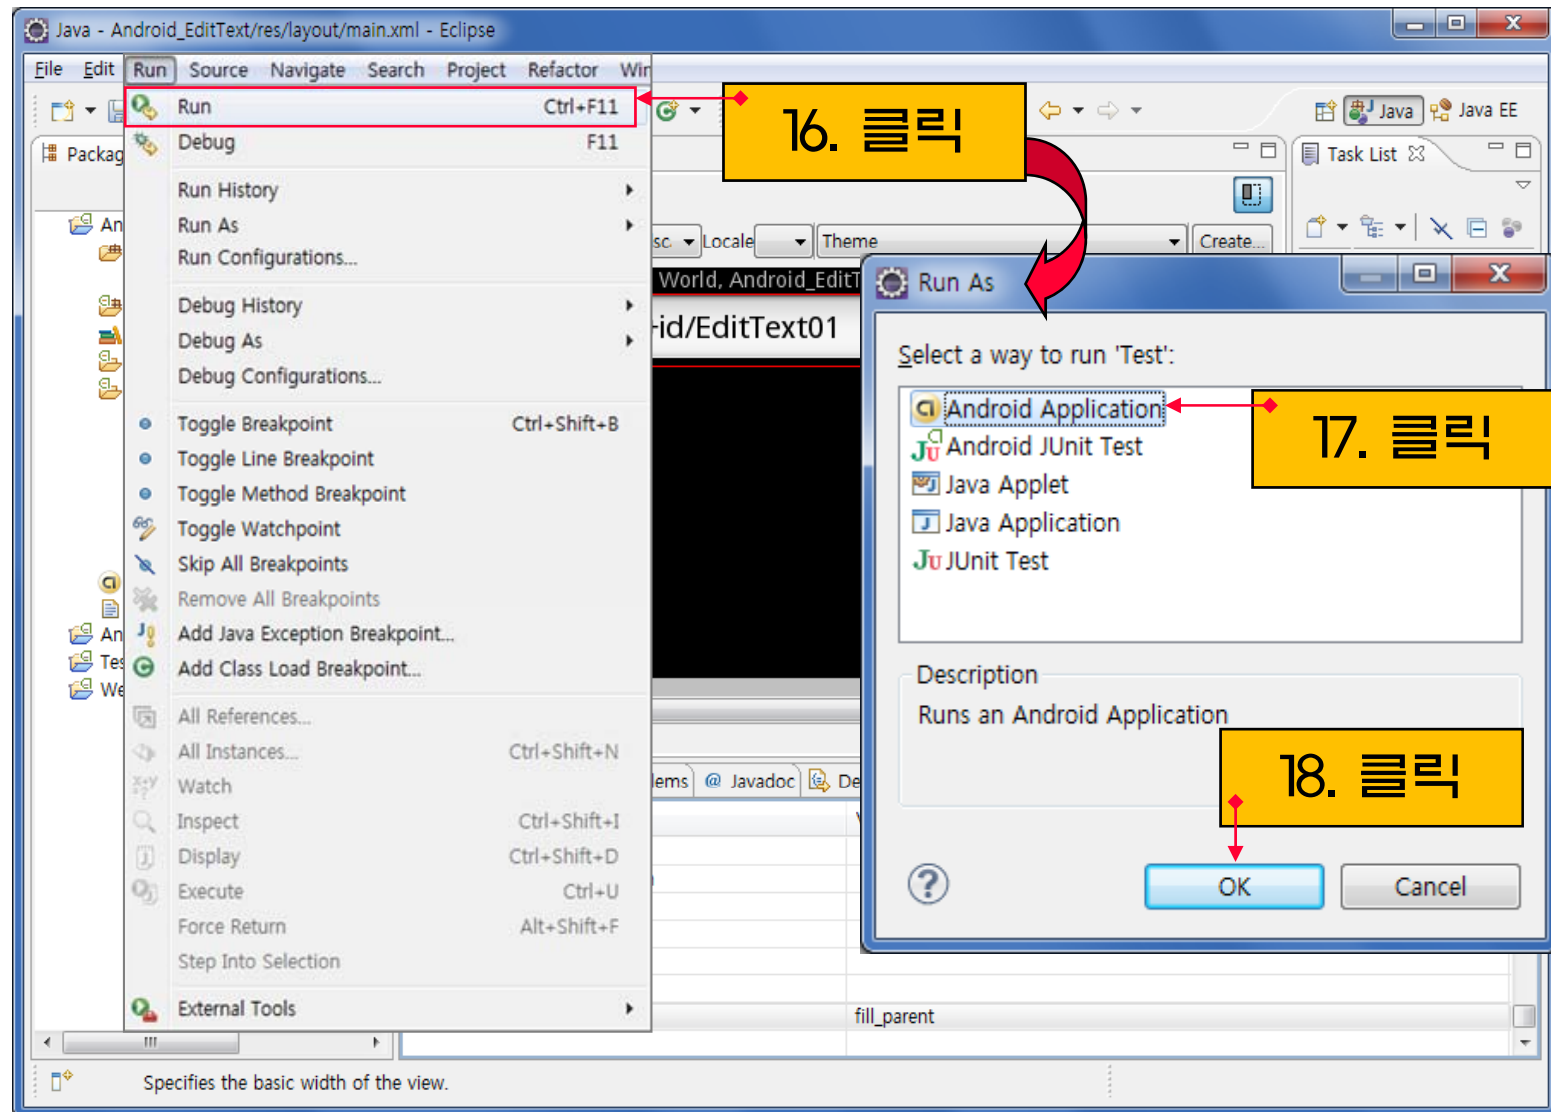 Java - Android_EditText/res/layout/main.xml - Eclipse
File Edit Run Source Navigate Search Project Refactor
Run Ctrl+F11
16. 클릭
Java Java EE
Debug F11
Task List
Run History
Run As
Locale Theme Create...
Run Configurations...
World,
Run As
Debug History
id/EditText01
Debug As
Select a way to run 'Test':
Debug Configurations...
Android Application
17. 클릭
Toggle Breakpoint Ctrl+Shift+B
Android JUnit Test
Toggle Line Breakpoint
Java Applet
Toggle Method Breakpoint
Java Application
Toggle Watchpoint
JUnit Test
Skip All Breakpoints
Remove All Breakpoints
Add Java Exception Breakpoint...
Add Class Load Breakpoint...
Description
All References...
Runs an Android Application
All Instances... Ctrl+Shift+N
18. 클릭
Watch
@ Javadoc
Inspect Ctrl+Shift+I
Display Ctrl+Shift+D
Execute Ctrl+U
OK Cancel
Force Return Alt+Shift+F
Step Into Selection
External Tools
fill_parent
Specifies the basic width of the view.